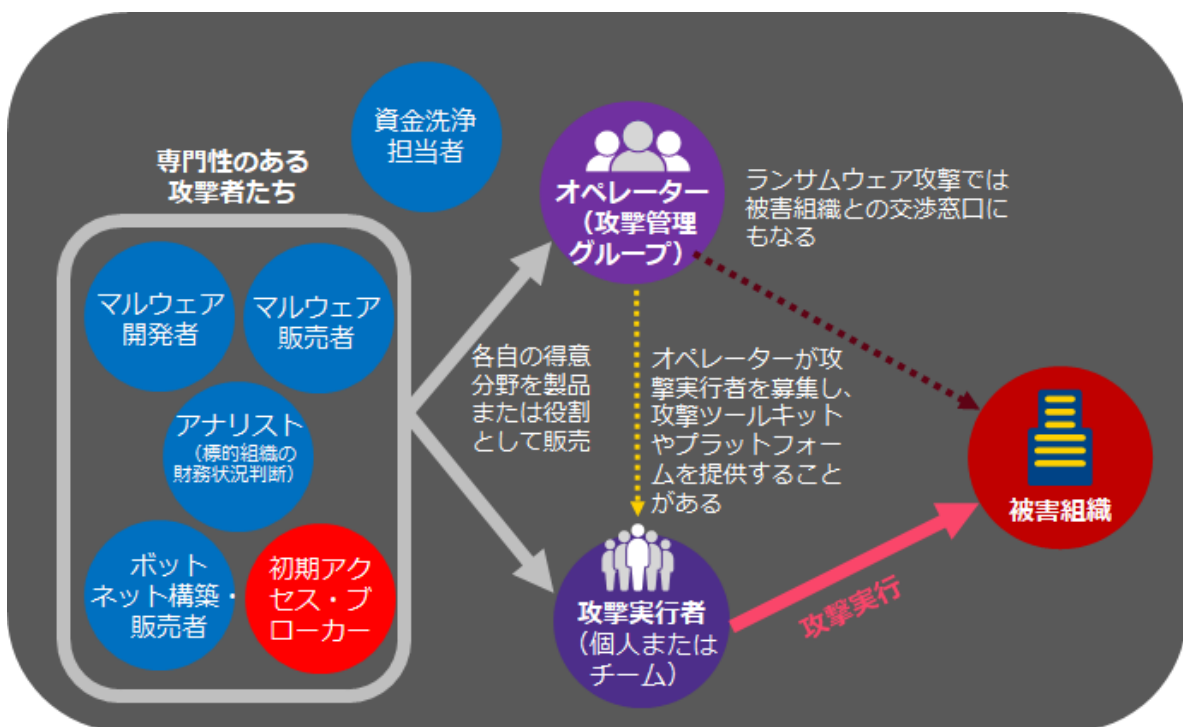 資金洗浄
担当者
専門性のある
攻撃者たち
オペレーター
（攻撃管理
グループ）
ランサムウェア攻撃では
被害組織との交渉窓口に
もなる
マルウェア
開発者
マルウェア
販売者
アナリスト
（標的組織の
財務状況判断）
ボット
ネット構築・
販売者
初期アク
セス・ブ
ローカー
各自の得意
分野を製品
または役割
として販売
オペレーターが攻
撃実行者を募集し、
攻撃ツールキット
やプラットフォー
ムを提供すること
がある
攻撃実行者
（個人または
チーム）
攻撃実行
被害組織